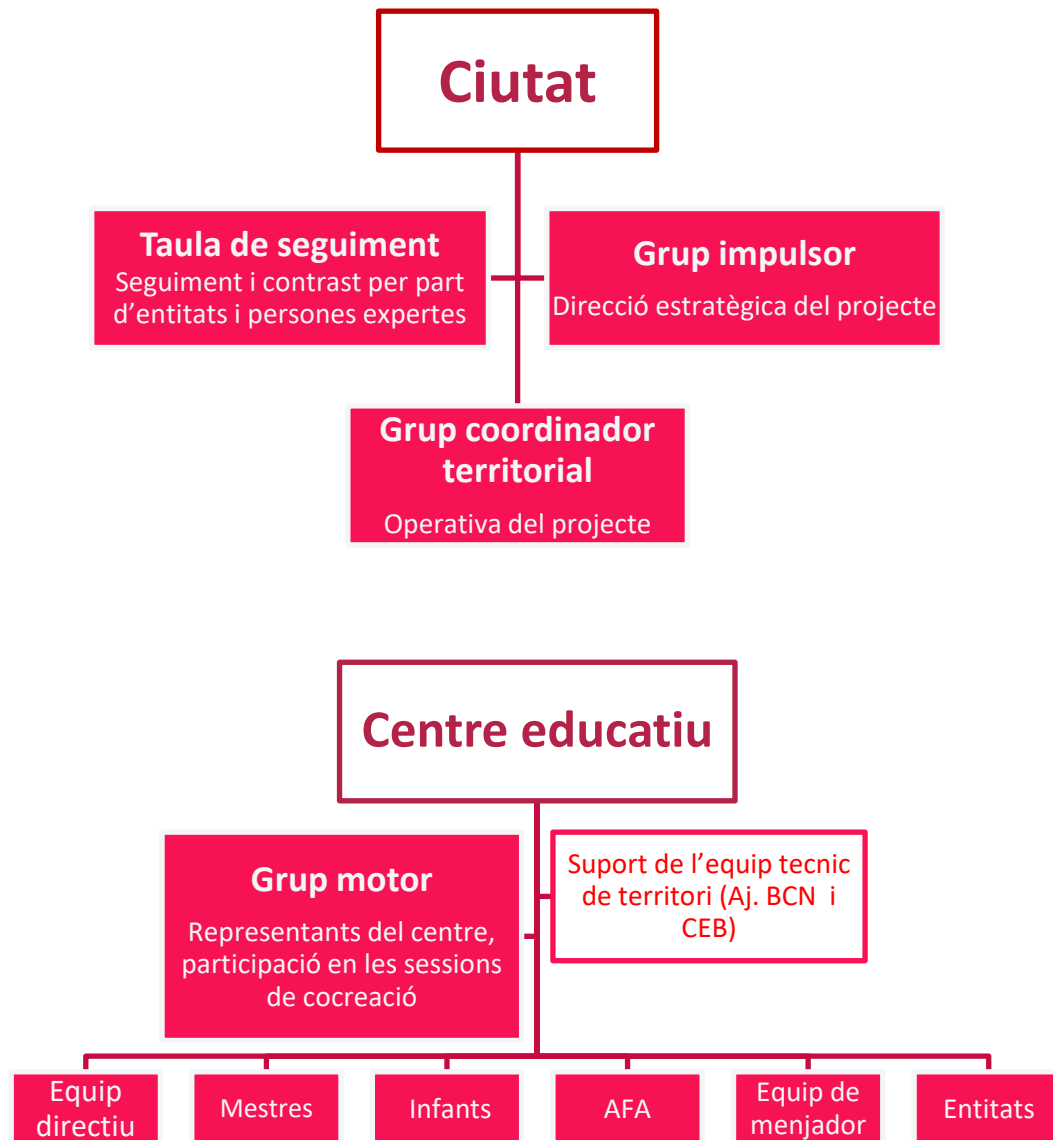 Ciutat
Taula de seguiment
Seguiment i contrast per part
d’entitats i persones expertes
Grup impulsor
Direcció estratègica del projecte
Grup coordinador
territorial
Operativa del projecte
Centre educatiu
Grup motor
Representants del centre,
participació en les sessions
de cocreació
Suport de l’equip tecnic
de territori (Aj. BCN i
CEB)
Equip
directiu
Mestres
Infants
AFA
Equip de
menjador
Entitats